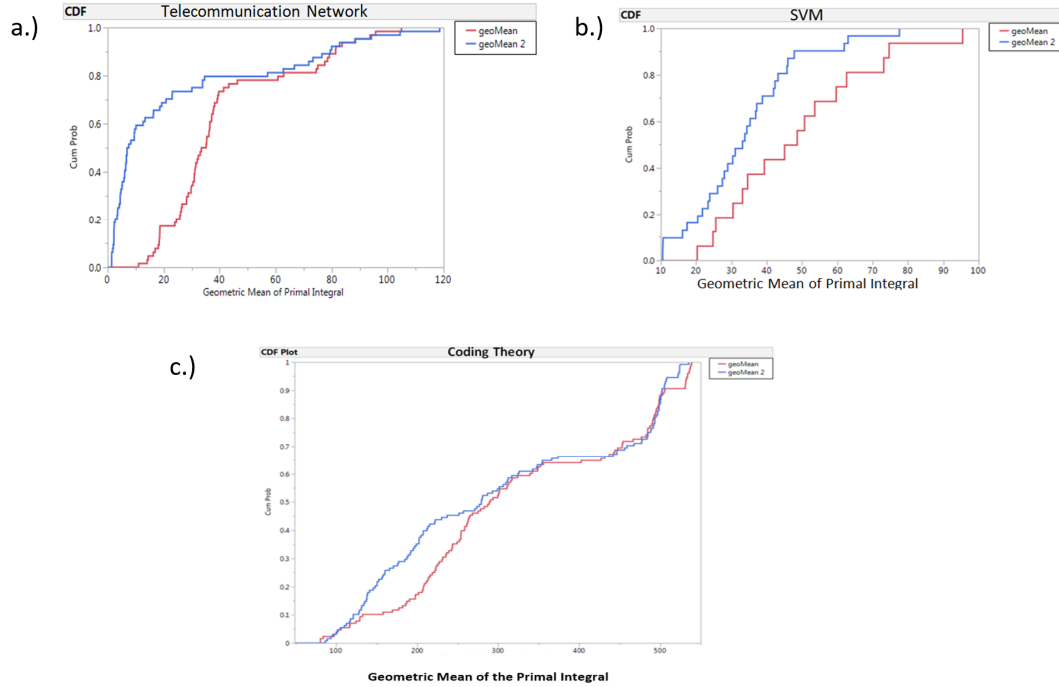 a.)
CDF Telecommunication Network
geoMean
geoMean 2
1.0
0.8
0.6
0.4
0.2
0.0
Cum Prob
0 20 40 60 80 100 120
Geometric Mean of Primal Integral
b.)
CDF SVM
geoMean
geoMean 2
1.0
0.8
0.6
0.4
0.2
0.0
Cum Prob
10 20 30 40 50 60 70 80 90 100
Geometric Mean of Primal Integral
c.)
CDF Plot Coding Theory
geoMean
geoMean 2
1
0.9
0.8
0.7
0.6
0.5
0.4
0.3
0.2
0.1
0
Cum Prob
100 200 300 400 500
Geometric Mean of the Primal Integral